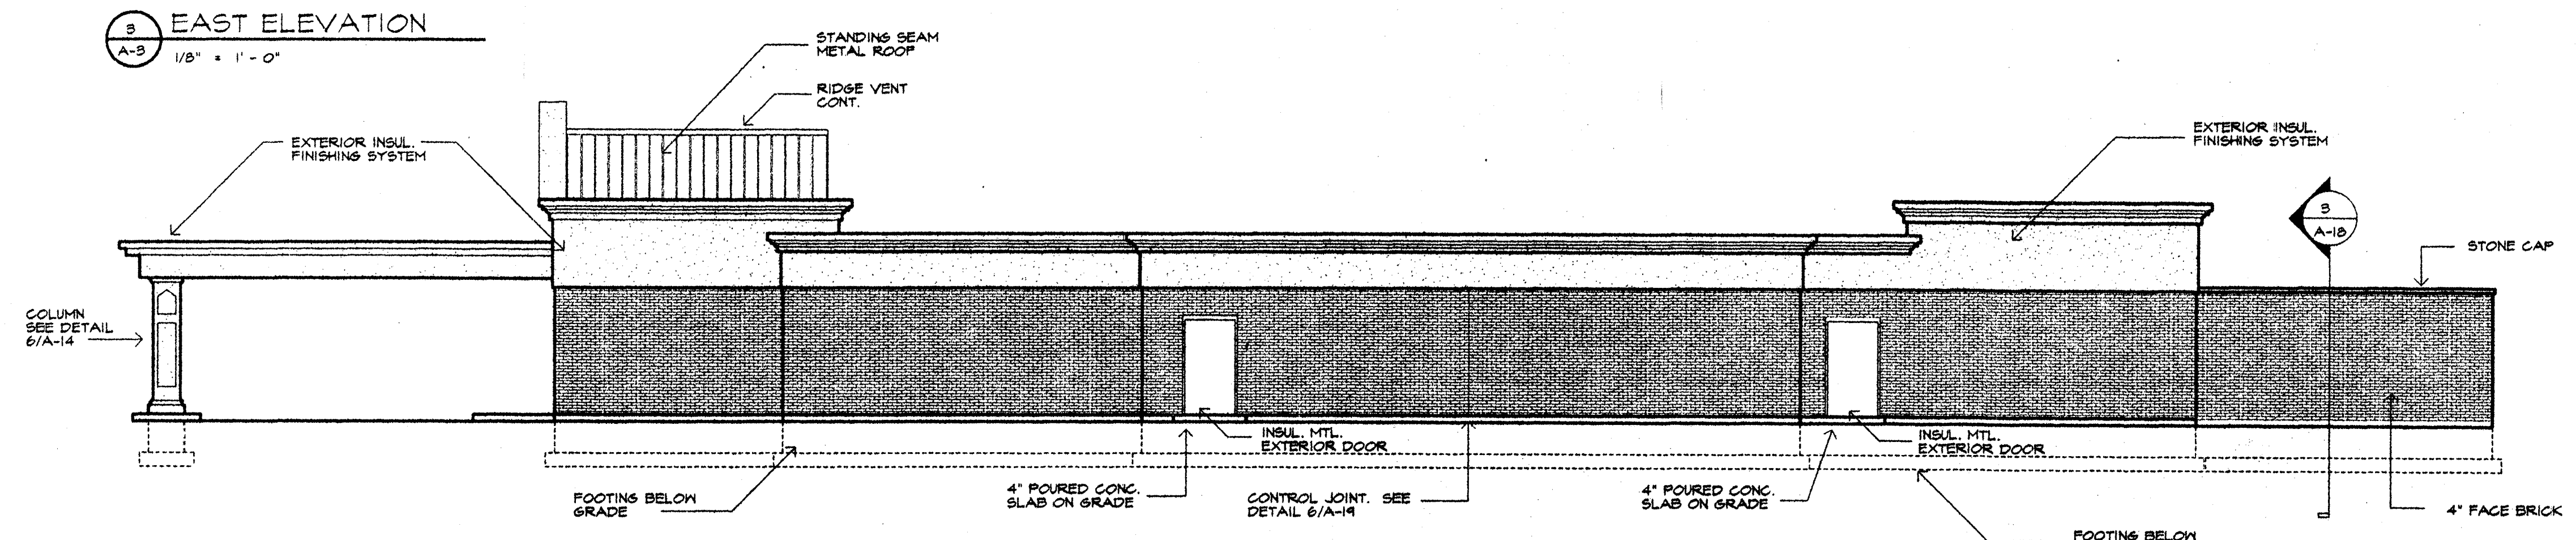 3
A-3
EAST ELEVATION
1/8" = 1' - 0"
STANDING SEAM
METAL ROOF
RIDGE VENT
CONT.
EXTERIOR INSUL.
FINISHING SYSTEM
EXTERIOR INSUL.
FINISHING SYSTEM
3
A-18
STONE CAP
COLUMN
SEE DETAIL
6/A-14
INSUL. MTL.
EXTERIOR DOOR
INSUL. MTL.
EXTERIOR DOOR
FOOTING BELOW
GRADE
4" POURED CONC.
SLAB ON GRADE
CONTROL JOINT. SEE
DETAIL 6/A-19
4" POURED CONC.
SLAB ON GRADE
4" FACE BRICK
FOOTING BELOW